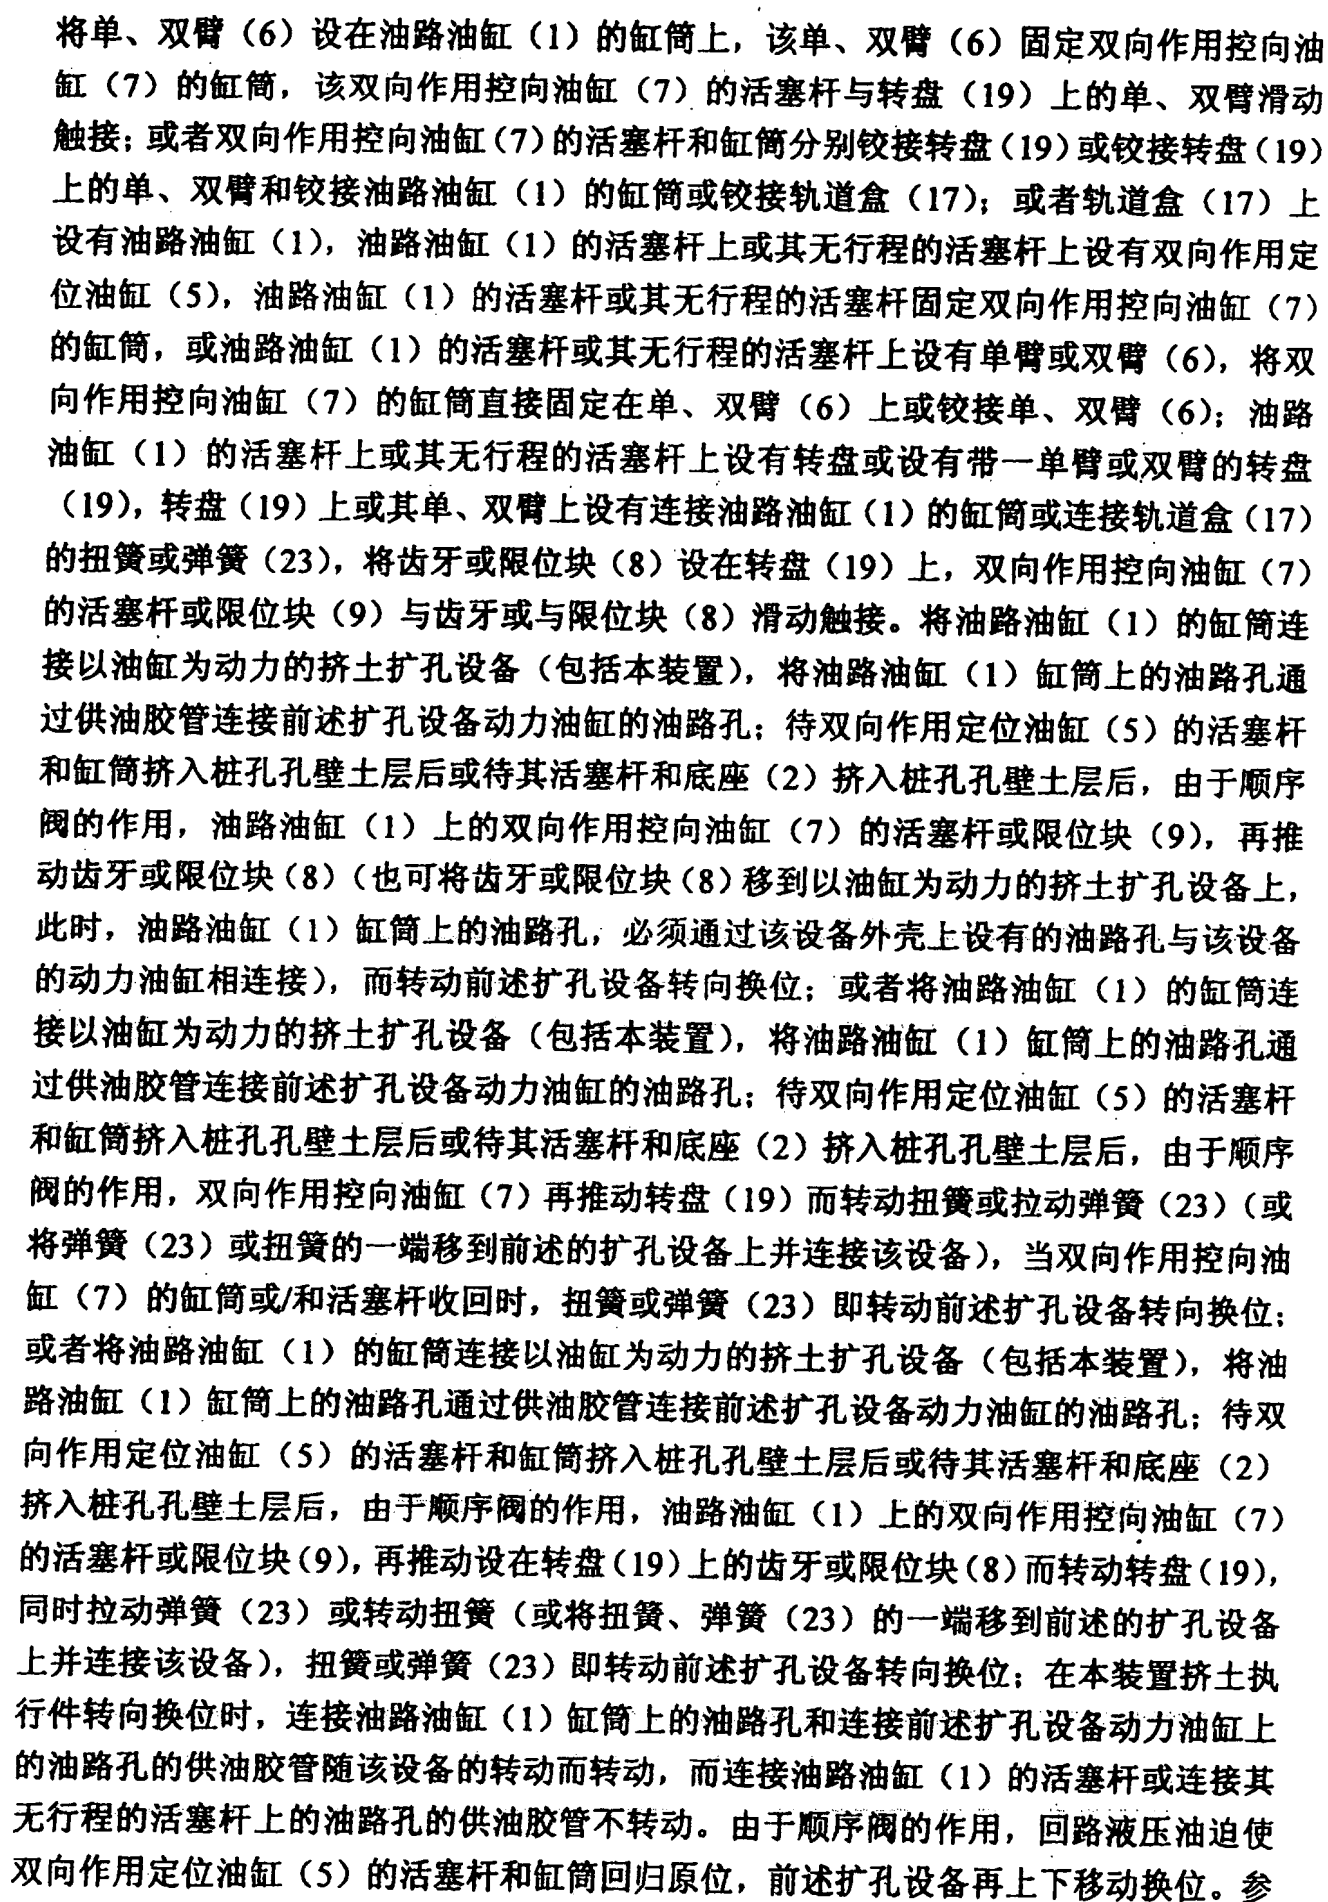 将单、双臂（6）设在油路油缸（1）的缸筒上，该单、双臂（6）固定双向作用控向油
缸（7）的缸筒，该双向作用控向油缸（7）的活塞杆与转盘（19）上的单、双臂滑动
触接；或者双向作用控向油缸（7）的活塞杆和缸筒分别铰接转盘（19）或铰接转盘（19）
上的单、双臂和铰接油路油缸（1）的缸筒或铰接轨道盒（17）；或者轨道盒（17）上
设有油路油缸（1），油路油缸（1）的活塞杆上或其无行程的活塞杆上设有双向作用定
位油缸（5），油路油缸（1）的活塞杆或其无行程的活塞杆固定双向作用控向油缸（7）
的缸筒，或油路油缸（1）的活塞杆或其无行程的活塞杆上设有单臂或双臂（6），将双
向作用控向油缸（7）的缸筒直接固定在单、双臂（6）上或铰接单、双臂（6）；油路
油缸（1）的活塞杆上或其无行程的活塞杆上设有转盘或设有带一单臂或双臂的转盘
（19），转盘（19）上或其单、双臂上设有连接油路油缸（1）的缸筒或连接轨道盒（17）
的扭簧或弹簧（23），将齿牙或限位块（8）设在转盘（19）上，双向作用控向油缸（7）
的活塞杆或限位块（9）与齿牙或与限位块（8）滑动触接。将油路油缸（1）的缸筒连
接以油缸为动力的挤土扩孔设备（包括本装置），将油路油缸（1）缸筒上的油路孔通
过供油胶管连接前述扩孔设备动力油缸的油路孔；待双向作用定位油缸（5）的活塞杆
和缸筒挤入桩孔孔壁土层后或待其活塞杆和底座（2）挤入桩孔孔壁土层后，由于顺序
阀的作用，油路油缸（1）上的双向作用控向油缸（7）的活塞杆或限位块（9），再推
动齿牙或限位块（8）（也可将齿牙或限位块（8）移到以油缸为动力的挤土扩孔设备上，
此时，油路油缸（1）缸筒上的油路孔，必须通过该设备外壳上设有的油路孔与该设备
的动力油缸相连接），而转动前述扩孔设备转向换位；或者将油路油缸（1）的缸筒连
接以油缸为动力的挤土扩孔设备（包括本装置），将油路油缸（1）缸筒上的油路孔通
过供油胶管连接前述扩孔设备动力油缸的油路孔；待双向作用定位油缸（5）的活塞杆
和缸筒挤入桩孔孔壁土层后或待其活塞杆和底座（2）挤入桩孔孔壁土层后，由于顺序
阀的作用，双向作用控向油缸（7）再推动转盘（19）而转动扭簧或拉动弹簧（23）（或
将弹簧（23）或扭簧的一端移到前述的扩孔设备上并连接该设备），当双向作用控向油
缸（7）的缸筒或/和活塞杆收回时，扭簧或弹簧（23）即转动前述扩孔设备转向换位；
或者将油路油缸（1）的缸筒连接以油缸为动力的挤土扩孔设备（包括本装置），将油
路油缸（1）缸筒上的油路孔通过供油胶管连接前述扩孔设备动力油缸的油路孔；待双
向作用定位油缸（5）的活塞杆和缸筒挤入桩孔孔壁土层后或待其活塞杆和底座（2）
挤入桩孔孔壁土层后，由于顺序阀的作用，油路油缸（1）上的双向作用控向油缸（7）
的活塞杆或限位块（9），再推动设在转盘（19）上的齿牙或限位块（8）而转动转盘（19），
同时拉动弹簧（23）或转动扭簧（或将扭簧、弹簧（23）的一端移到前述的扩孔设备
上并连接该设备），扭簧或弹簧（23）即转动前述扩孔设备转向换位；在本装置挤土执
行件转向换位时，连接油路油缸（1）缸筒上的油路孔和连接前述扩孔设备动力油缸上
的油路孔的供油胶管随该设备的转动而转动，而连接油路油缸（1）的活塞杆或连接其
无行程的活塞杆上的油路孔的供油胶管不转动。由于顺序阀的作用，回路液压油迫使
双向作用定位油缸（5）的活塞杆和缸筒回归原位，前述扩孔设备再上下移动换位。参